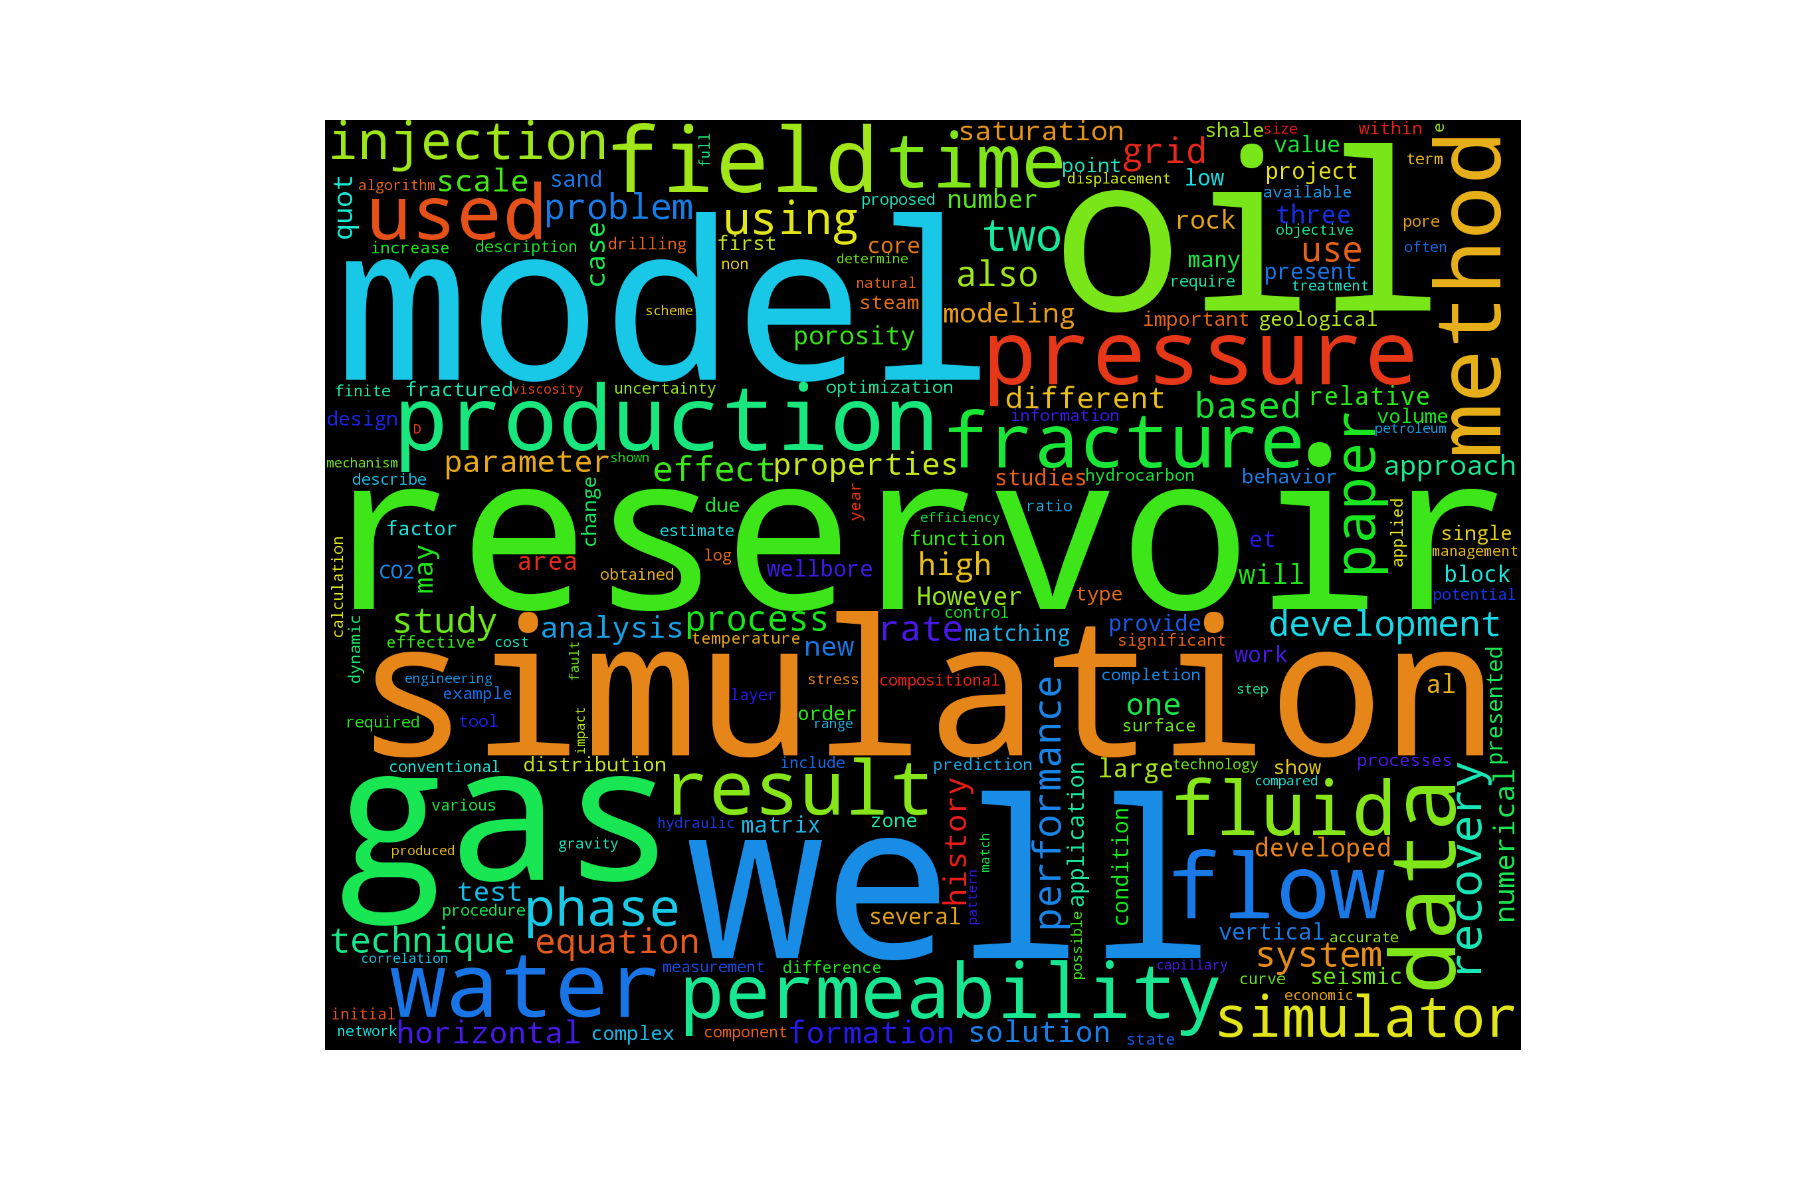 injection
field
time
saturation
grid
shale
size
value
within
e
full
point
displacement
low
project
term
method
oil
quot
algorithm
scale
sand
used
problem
using
proposed
number
available
three
pore
rock
two
objective
often
increase
description
case
drilling
first
core
determine
non
also
many
use
present
require
treatment
natural
steam
model
scheme
porosity
modeling
important
geological
pressure
finite
fractured
viscosity
uncertainty
optimization
different
based
relative
volume
petroleum
design
D
production
information
fracture
paper
mechanism
parameter
shown
effect
properties
studies
hydrocarbon
behavior
approach
describe
change
due
year
ratio
reservoir
factor
estimate
efficiency
function
applied
single
management
calculation
may
CO2
area
log
obtained
wellbore
high
et
will
block
potential
However
type
control
study
process
rate
matching
provide
development
analysis
temperature
new
significant
dynamic
effective
cost
fault
simulation
engineering
example
stress
compositional
completion
work
step
al
presented
layer
order
range
one
surface
required
tool
impact
performance
conventional
distribution
include
prediction
large
technology
show
processes
compared
gas
various
result
history
application
fluid
data
recovery
numerical
hydraulic
matrix
zone
match
condition
developed
produced
gravity
well
flow
test
procedure
phase
several
pattern
possible
vertical
accurate
technique
equation
system
correlation
measurement
difference
capillary
curve
seismic
water
permeability
economic
simulator
initial
network
horizontal
complex
component
formation
solution
state